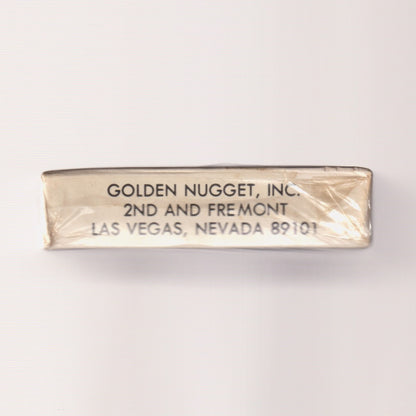 GOLDEN NUGGET, INC.
2ND AND FREMONT
LAS VEGAS, NEVADA 89101